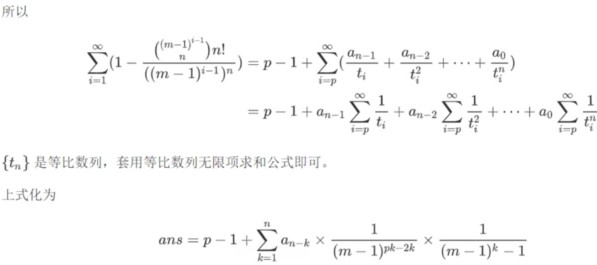 所以
\sum_{i=1}^{\infty}(1-\frac{\binom{(m-1)^{i-1}}{n}n!}{((m-1)^{i-1})^n})=p-1+\sum_{i=p}^{\infty}(\frac{a_{n-1}}{t_i}+\frac{a_{n-2}}{t_i^2}+\cdots+\frac{a_0}{t_i^n})
=p-1+a_{n-1}\sum_{i=p}^{\infty}\frac{1}{t_i}+a_{n-2}\sum_{i=p}^{\infty}\frac{1}{t_i^2}+\cdots+a_0\sum_{i=p}^{\infty}\frac{1}{t_i^n}
{t_n} 是等比数列，套用等比数列无限项求和公式即可。
上式化为
ans=p-1+\sum_{k=1}^{n}a_{n-k}\times\frac{1}{(m-1)^{pk-2k}}\times\frac{1}{(m-1)^k-1}